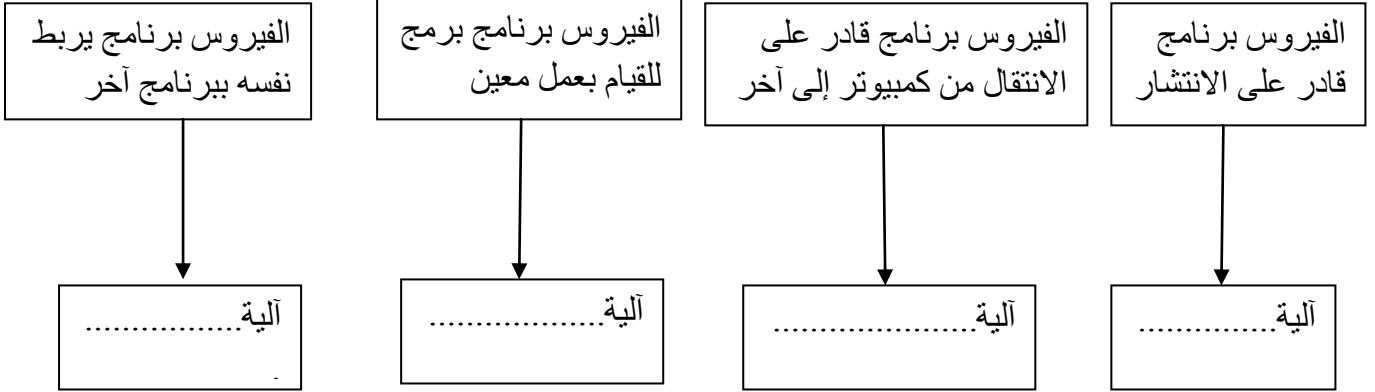 الفيروس برنامج
قادر على الانتشار
الفيروس برنامج قادر على
الانتقال من كمبيوتر إلى آخر
الفيروس برنامج برمج
للقيام بعمل معين
الفيروس برنامج يربط
نفسه ببرنامج آخر
آلية...............
آلية......................
آلية...................
آلية.................
.